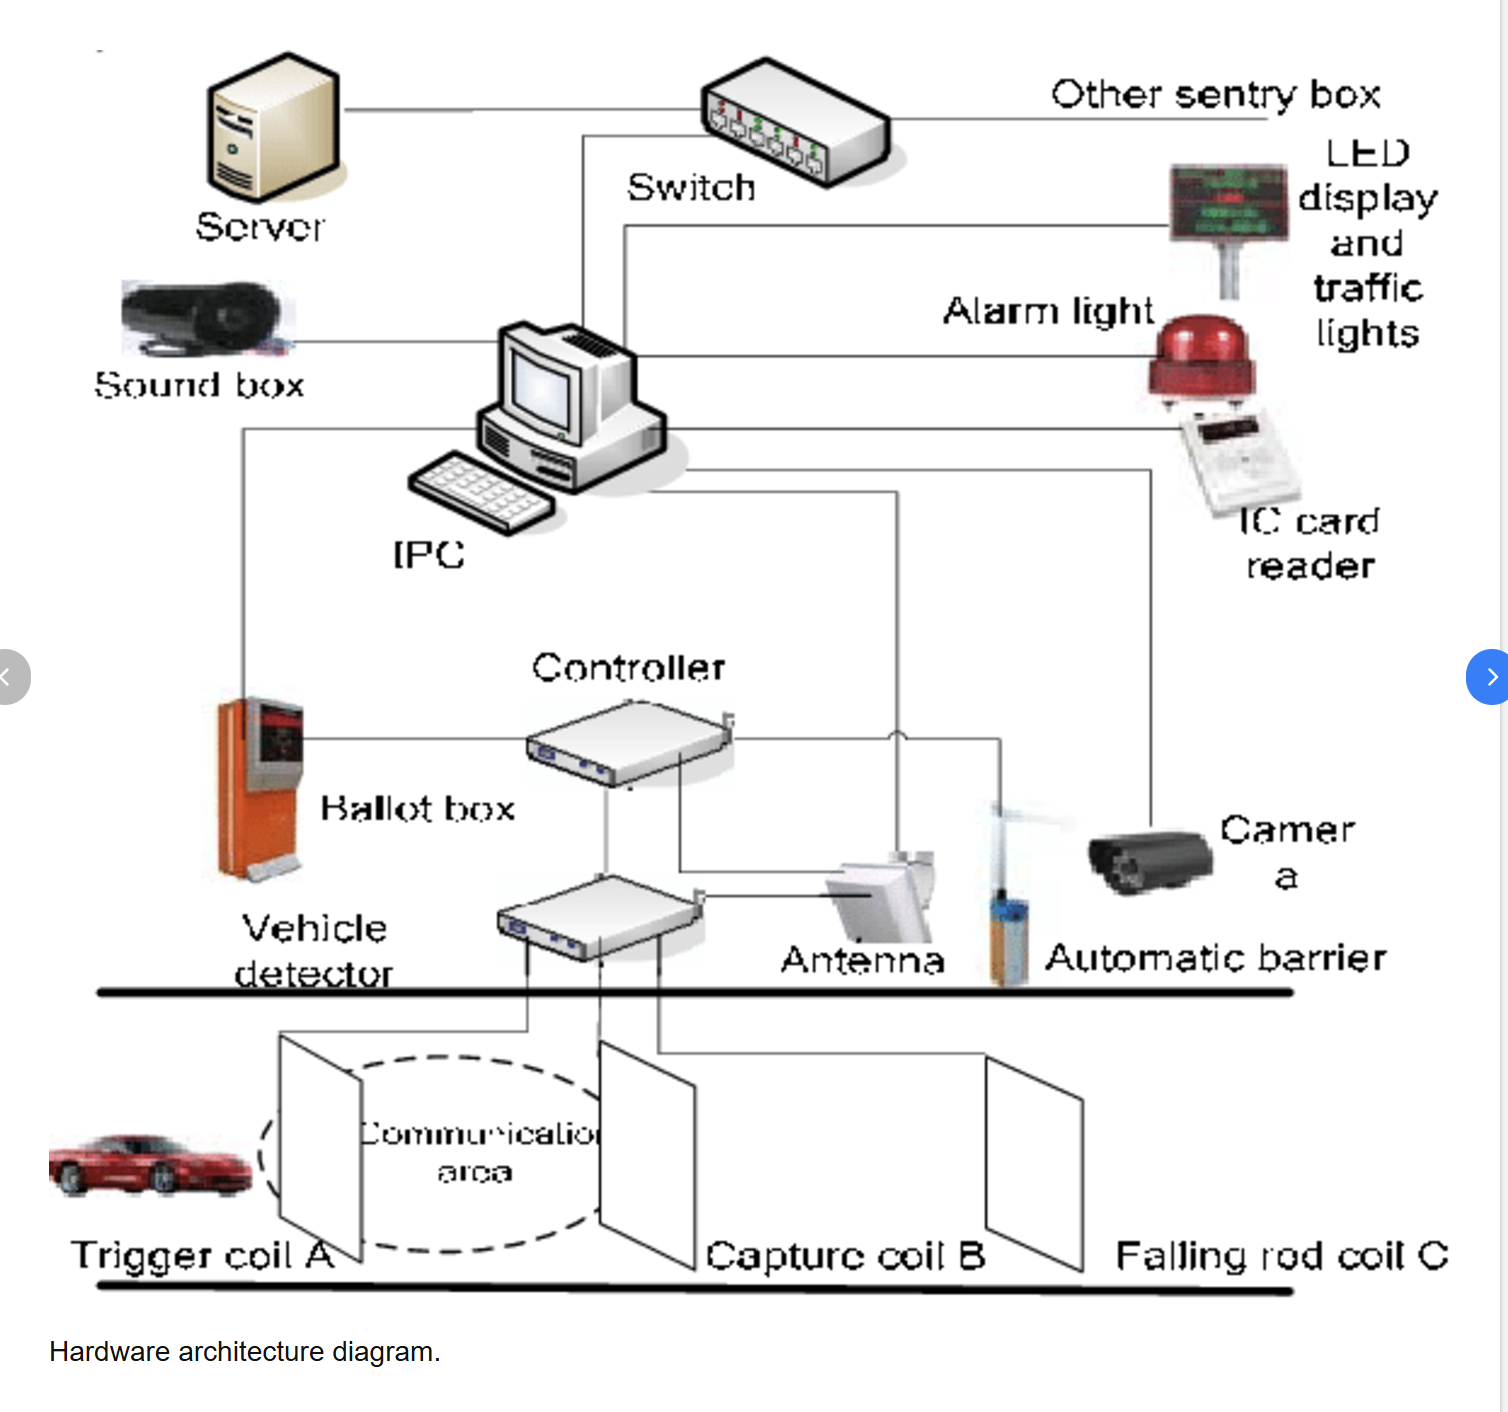 Other sentry box
LED
display
and
traffic
lights
Switch
Server
Alarm light
Sound box
IC card
reader
IPC
Controller
Ballot box
Camer
a
Vehicle
detector
Antenna
Automatic barrier
Communication
area
Trigger coil A
Capture coil B
Falling rod coil C
Hardware architecture diagram.